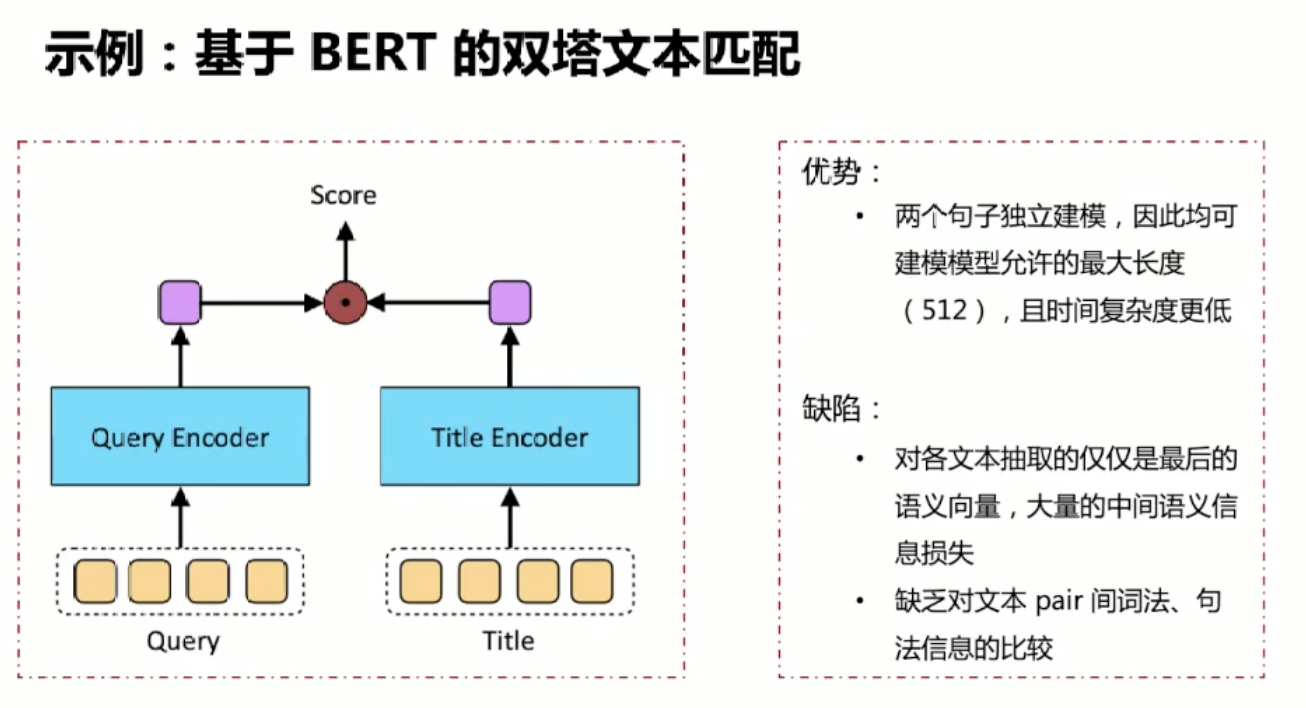 示例：基于 BERT 的双塔文本匹配
Score
Query Encoder
Title Encoder
Query
Title
优势：
• 两个句子独立建模，因此均可
建模模型允许的最大长度
（512），且时间复杂度更低
缺陷：
• 对各文本抽取的仅仅是最后的
语义向量，大量的中间语义信
息损失
• 缺乏对文本 pair 间词法、句
法信息的比较